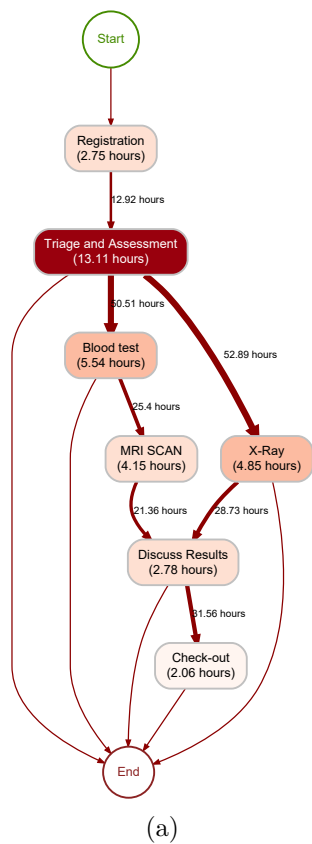 Start
Registration
(2.75 hours)
12.92 hours
Triage and Assessment
(13.11 hours)
50.51 hours
52.89 hours
Blood test
(5.54 hours)
25.4 hours
MRI SCAN
(4.15 hours)
X-Ray
(4.85 hours)
21.36 hours
28.73 hours
Discuss Results
(2.78 hours)
31.56 hours
Check-out
(2.06 hours)
End
(a)